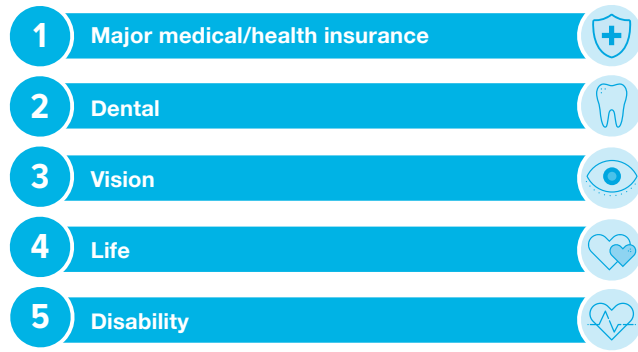 1 Major medical/health insurance
2 Dental
3 Vision
4 Life
5 Disability